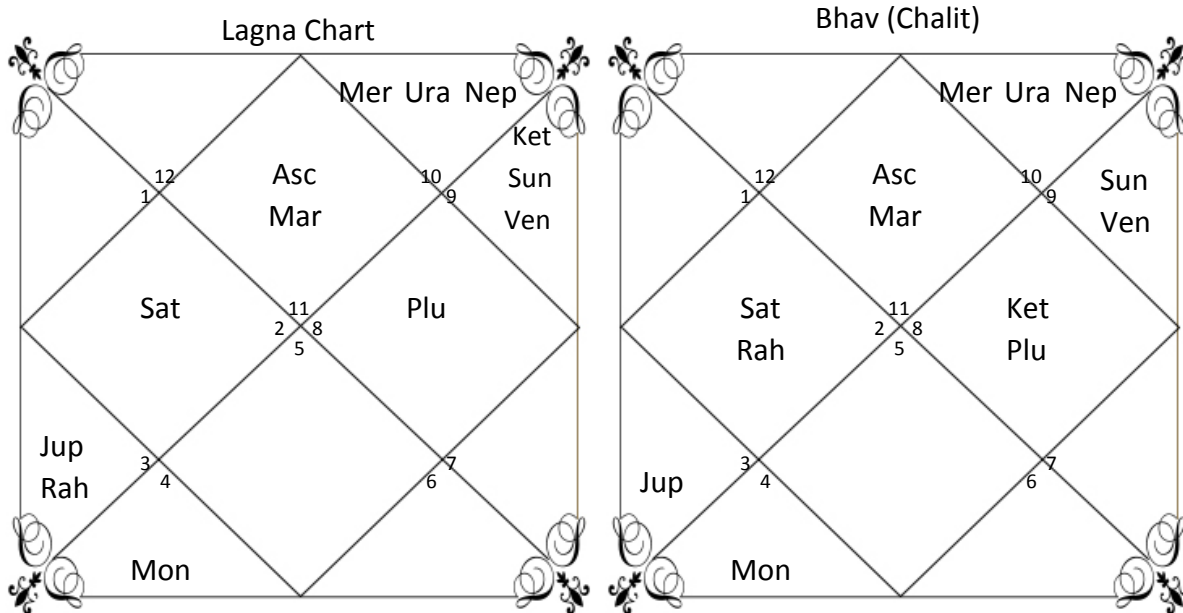 Lagna Chart
Mer Ura Nep
Ket
Sun
Ven
12
1
Asc
Mar
10
9
Sat
11
2 8
5
Plu
Jup
Rah
3
4
7
6
Mon
Bhav (Chalit)
Mer Ura Nep
12
1
Asc
Mar
10
9
Sun
Ven
Sat
Rah
11
2 8
5
Ket
Plu
Jup
3
4
7
6
Mon